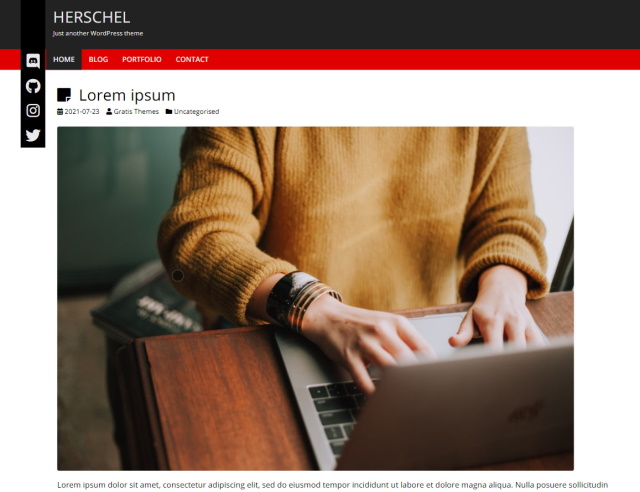 HERSCHEL
Just another WordPress theme
HOME BLOG PORTFOLIO CONTACT
Lorem ipsum
2021-07-23 Gratis Themes Uncategorised
Lorem ipsum dolor sit amet, consectetur adipiscing elit, sed do eiusmod tempor incididunt ut labore et dolore magna aliqua. Nulla posuere sollicitudin